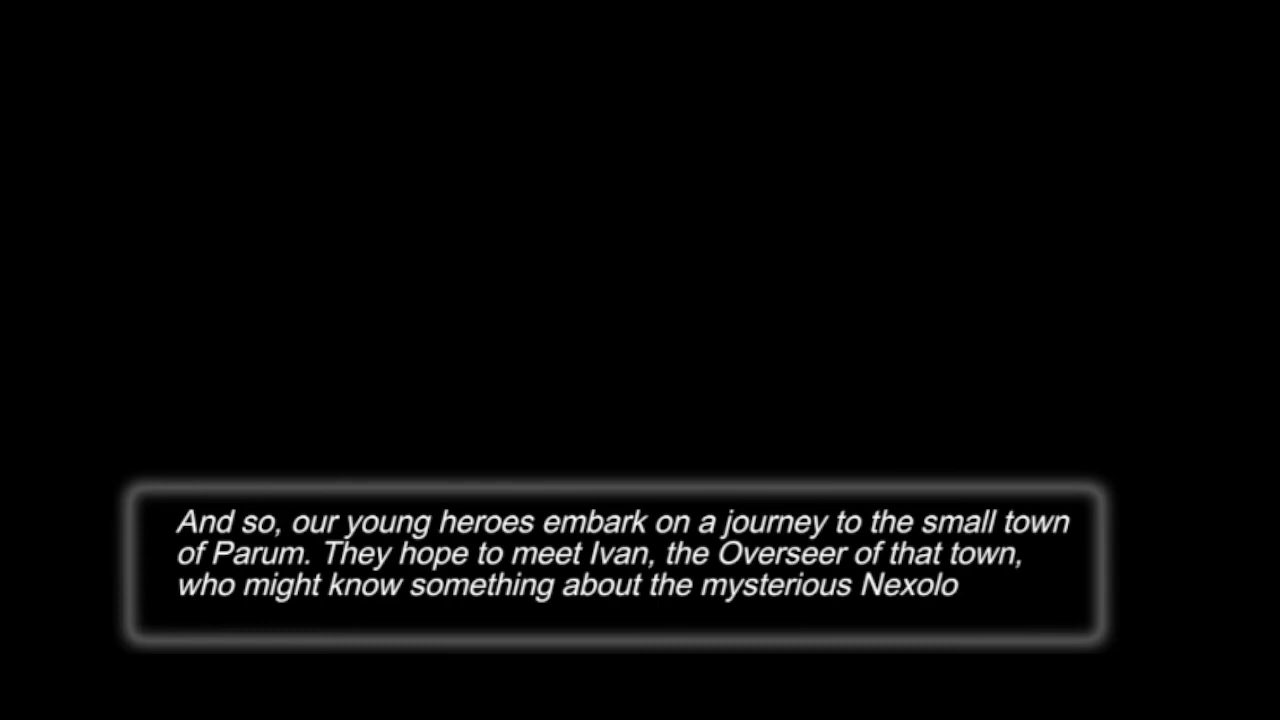 And so, our young heroes embark on a journey to the small town
of Parum. They hope to meet Ivan, the Overseer of that town,
who might know something about the mysterious Nexolo